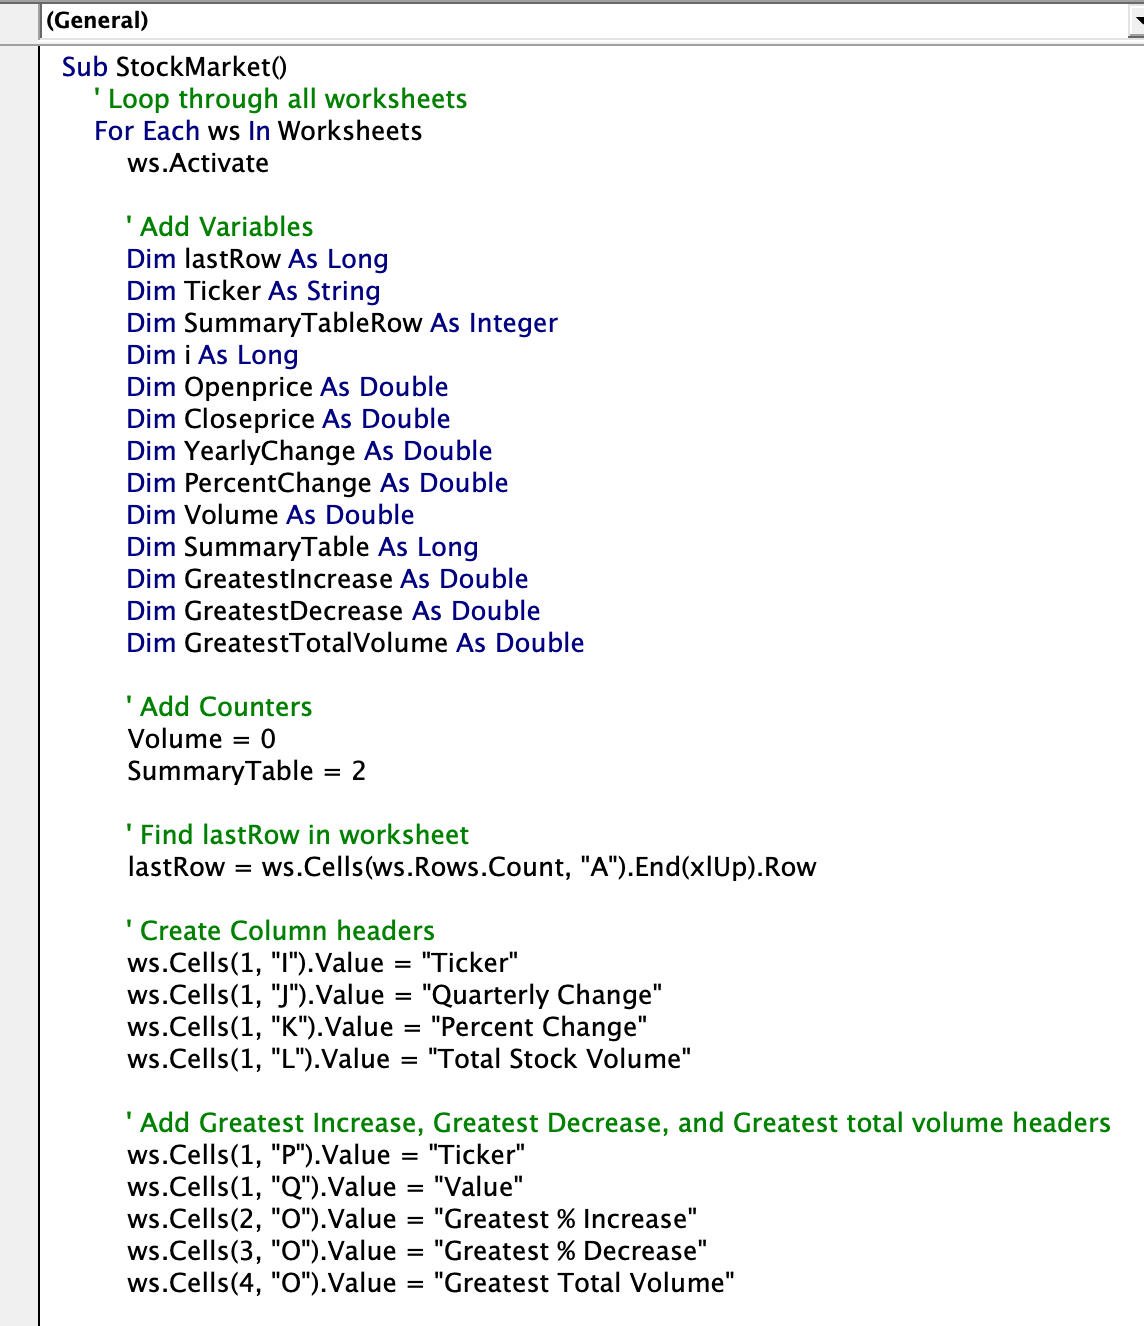 (General)
Sub StockMarket()
' Loop through all worksheets
For Each ws In Worksheets
ws.Activate
' Add Variables
Dim lastRow As Long
Dim Ticker As String
Dim SummaryTableRow As Integer
Dim i As Long
Dim Openprice As Double
Dim Closeprice As Double
Dim YearlyChange As Double
Dim PercentChange As Double
Dim Volume As Double
Dim SummaryTable As Long
Dim GreatestIncrease As Double
Dim GreatestDecrease As Double
Dim GreatestTotalVolume As Double
' Add Counters
Volume = 0
SummaryTable = 2
' Find lastRow in worksheet
lastRow = ws.Cells(ws.Rows.Count, "A").End(xlUp).Row
' Create Column headers
ws.Cells(1, "I").Value = "Ticker"
ws.Cells(1, "J").Value = "Quarterly Change"
ws.Cells(1, "K").Value = "Percent Change"
ws.Cells(1, "L").Value = "Total Stock Volume"
' Add Greatest Increase, Greatest Decrease, and Greatest total volume headers
ws.Cells(1, "P").Value = "Ticker"
ws.Cells(1, "Q").Value = "Value"
ws.Cells(2, "O").Value = "Greatest % Increase"
ws.Cells(3, "O").Value = "Greatest % Decrease"
ws.Cells(4, "O").Value = "Greatest Total Volume"